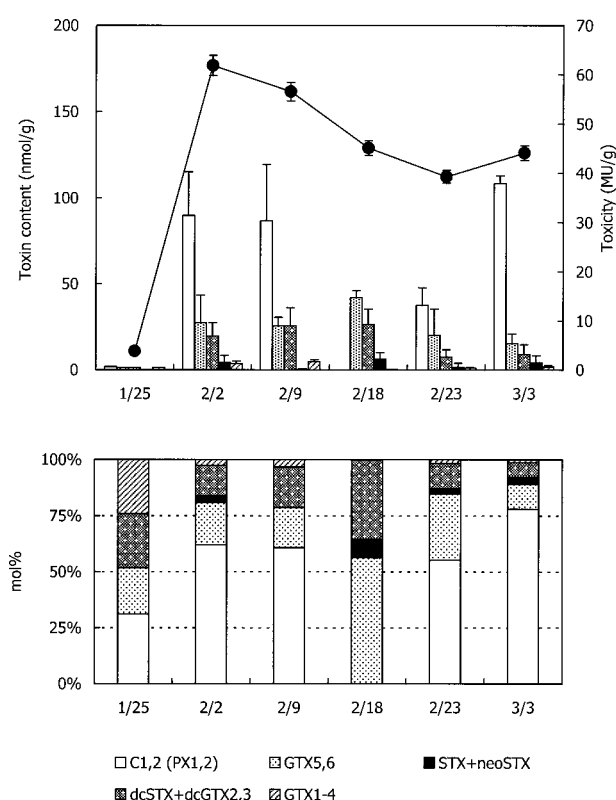 200
150
100
50
0
Toxin content (nmol/g)
70
60
50
40
30
20
10
0
Toxicity (MU/g)
1/25 2/2 2/9 2/18 2/23 3/3
100%
75%
50%
25%
0%
mol%
1/25 2/2 2/9 2/18 2/23 3/3
C1,2 (PX1,2) GTX5,6 STX+neoSTX
dcSTX+dcGTX2,3 GTX1-4